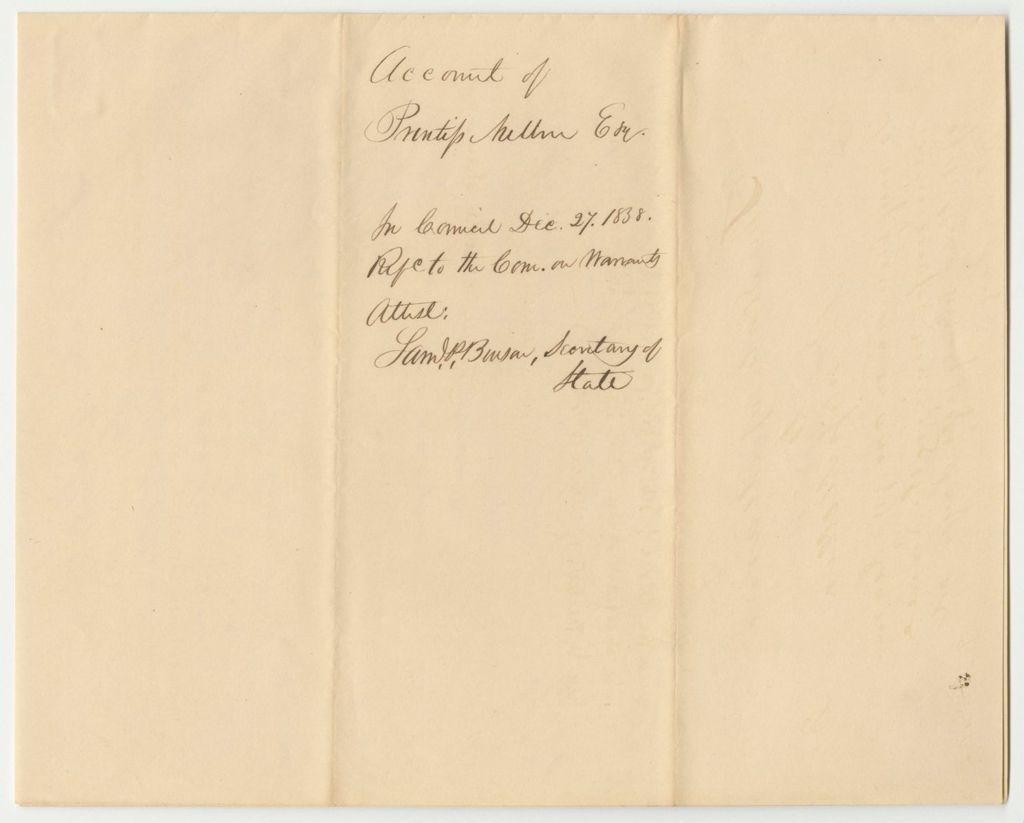 Account of
Prentiss Mellen Esq.
In Council Dec. 27. 1838.
Refd to the Com. on Warrants
Attest:
Saml. P. Benson, Secretary of
State